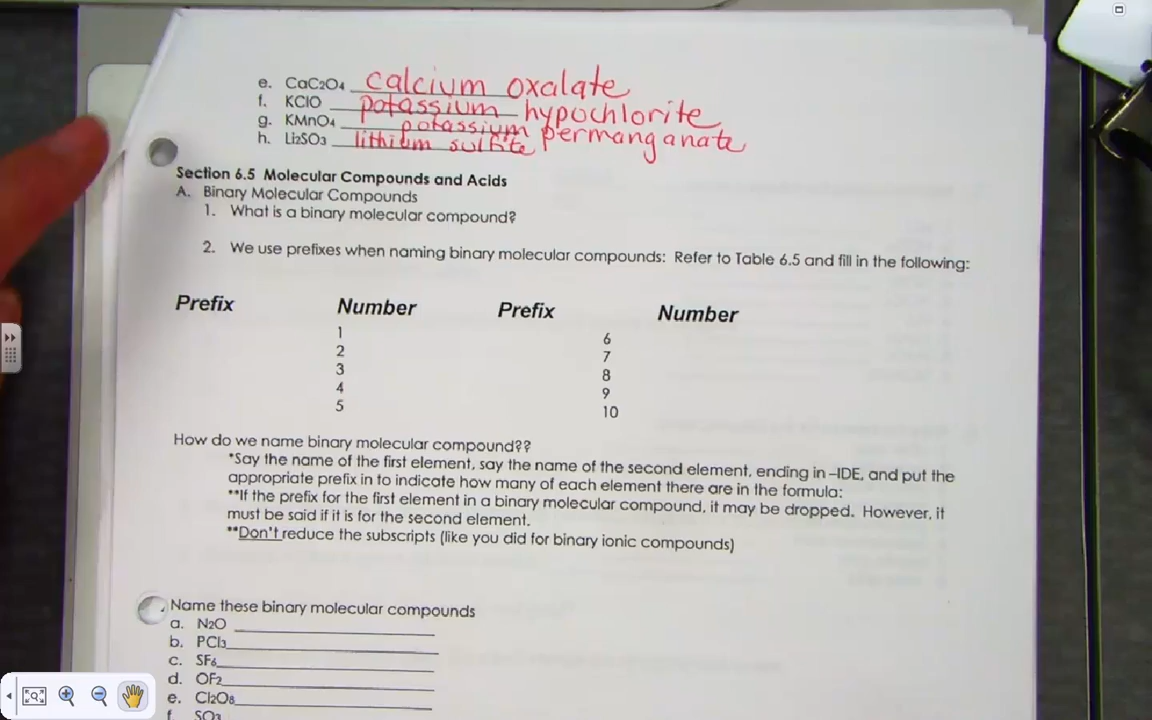 e. CaC2O4 calcium oxalate
f. KClO potassium hypochlorite
g. KMnO4 potassium permanganate
h. Li2SO3 lithium sulfite
Section 6.5 Molecular Compounds and Acids
A. Binary Molecular Compounds
1. What is a binary molecular compound?
2. We use prefixes when naming binary molecular compounds: Refer to Table 6.5 and fill in the following:
Prefix Number Prefix Number
1 6
2 7
3 8
4 9
5 10
How do we name binary molecular compound??
*Say the name of the first element, say the name of the second element, ending in –IDE, and put the
appropriate prefix in to indicate how many of each element there are in the formula:
**If the prefix for the first element in a binary molecular compound, it may be dropped. However, it
must be said if it is for the second element.
**Don't reduce the subscripts (like you did for binary ionic compounds)
Name these binary molecular compounds
a. N2O
b. PCl3
c. SF6
d. OF2
e. Cl2O8
f. SO3